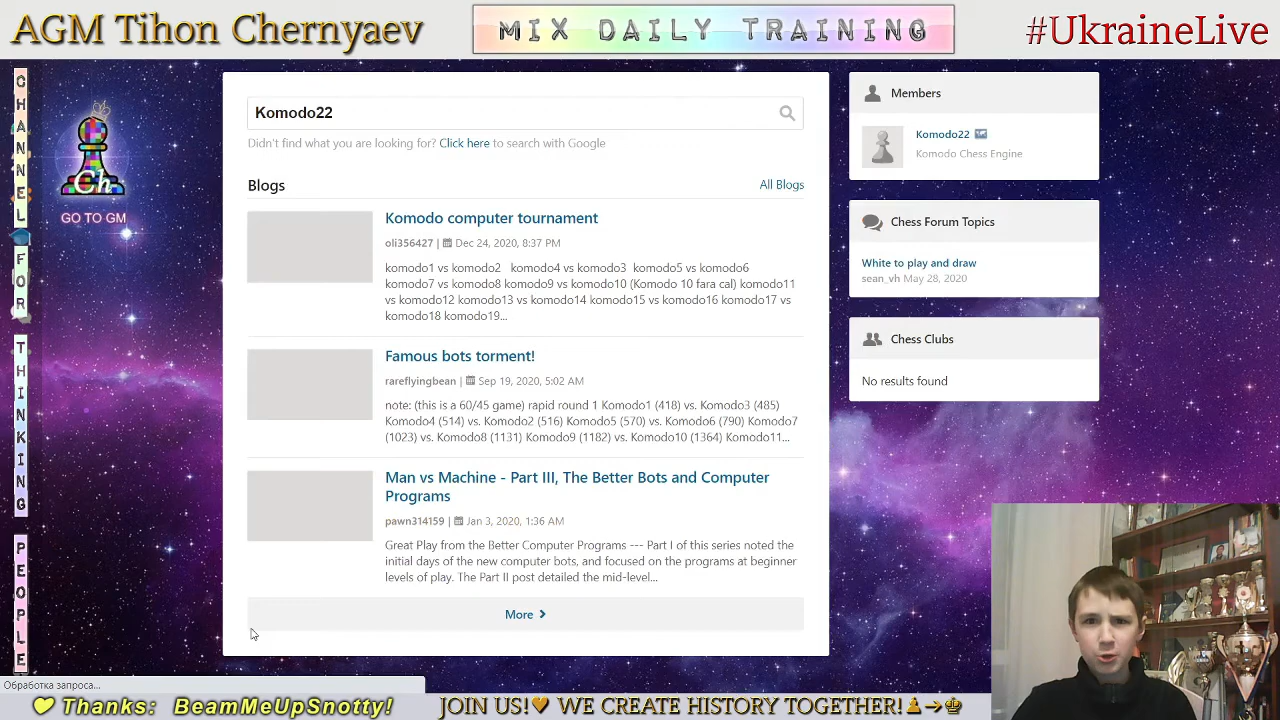 AGM Tihon Chernyaev
MIX DAILY TRAINING
#UkraineLive
CHANNEL FOR THINKING PEOPLE
Ch
GO TO GM
Komodo22
Didn't find what you are looking for? Click here to search with Google
Blogs
All Blogs
Komodo computer tournament
oli356427 | Dec 24, 2020, 8:37 PM
komodo1 vs komodo2 komodo4 vs komodo3 komodo5 vs komodo6
komodo7 vs komodo8 komodo9 vs komodo10 (Komodo 10 fara cal) komodo11
vs komodo12 komodo13 vs komodo14 komodo15 vs komodo16 komodo17 vs
komodo18 komodo19...
Famous bots torment!
rareflyingbean | Sep 19, 2020, 5:02 AM
note: (this is a 60/45 game) rapid round 1 Komodo1 (418) vs. Komodo3 (485)
Komodo4 (514) vs. Komodo2 (516) Komodo5 (570) vs. Komodo6 (790) Komodo7
(1023) vs. Komodo8 (1131) Komodo9 (1182) vs. Komodo10 (1364) Komodo11...
Man vs Machine - Part III, The Better Bots and Computer
Programs
pawn314159 | Jan 3, 2020, 1:36 AM
Great Play from the Better Computer Programs --- Part I of this series noted the
initial days of the new computer bots, and focused on the programs at beginner
levels of play. The Part II post detailed the mid-level...
More
Members
Komodo22
Komodo Chess Engine
Chess Forum Topics
White to play and draw
sean_vh May 28, 2020
Chess Clubs
No results found
Обработка запроса...
Thanks: BeamMeUpSnotty!
JOIN US! WE CREATE HISTORY TOGETHER!